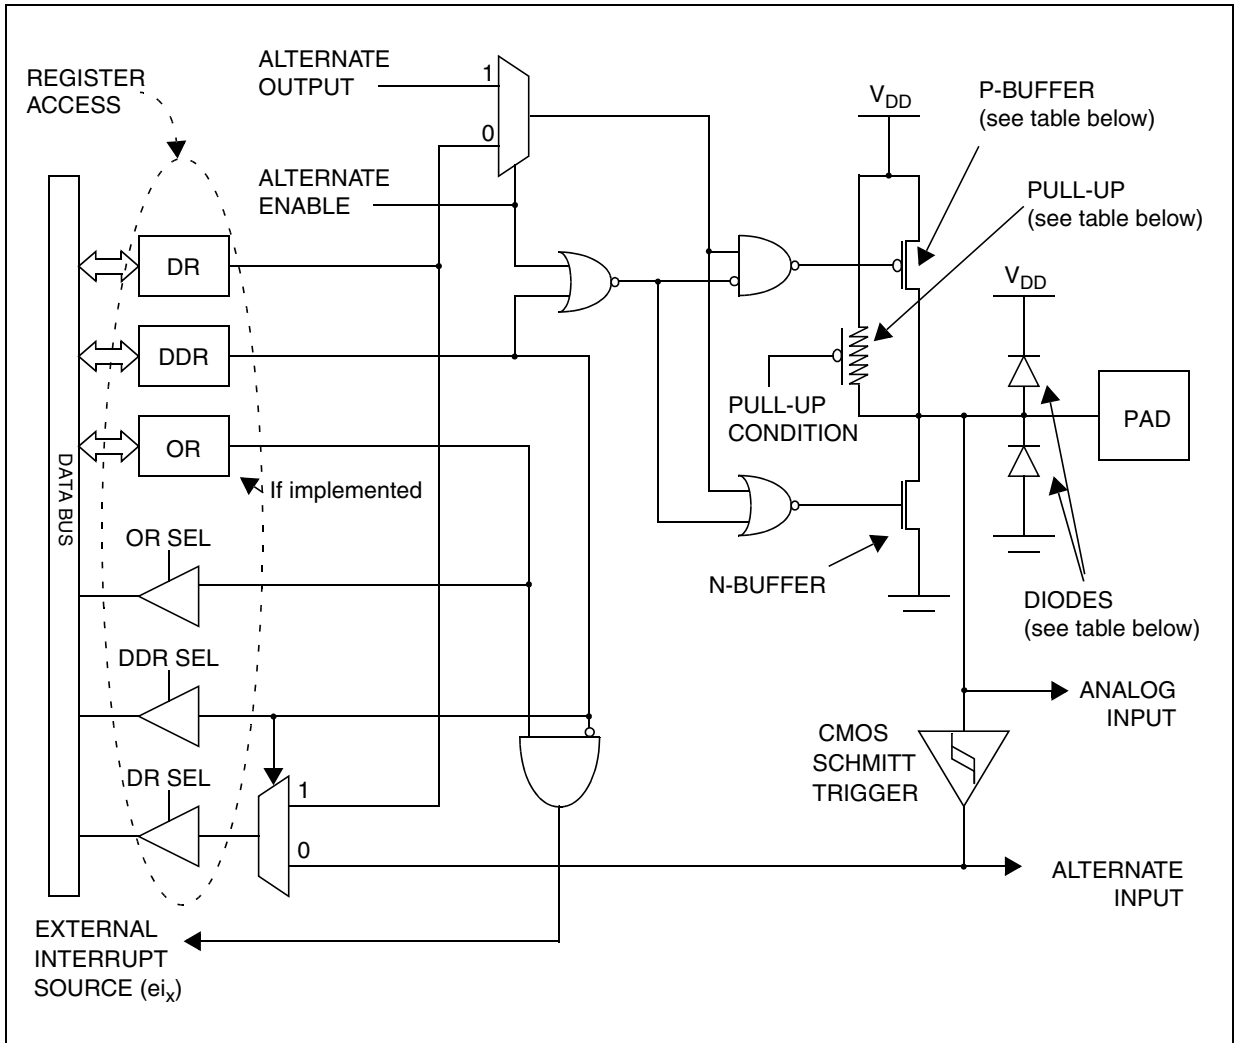 REGISTER
ACCESS
ALTERNATE
OUTPUT
1
0
ALTERNATE
ENABLE
VDD
P-BUFFER
(see table below)
PULL-UP
(see table below)
VDD
DR
DDR
OR
If implemented
DATA BUS
PULL-UP
CONDITION
PAD
OR SEL
N-BUFFER
DIODES
(see table below)
DDR SEL
ANALOG
INPUT
CMOS
SCHMITT
TRIGGER
DR SEL
1
0
ALTERNATE
INPUT
EXTERNAL
INTERRUPT
SOURCE (eix)